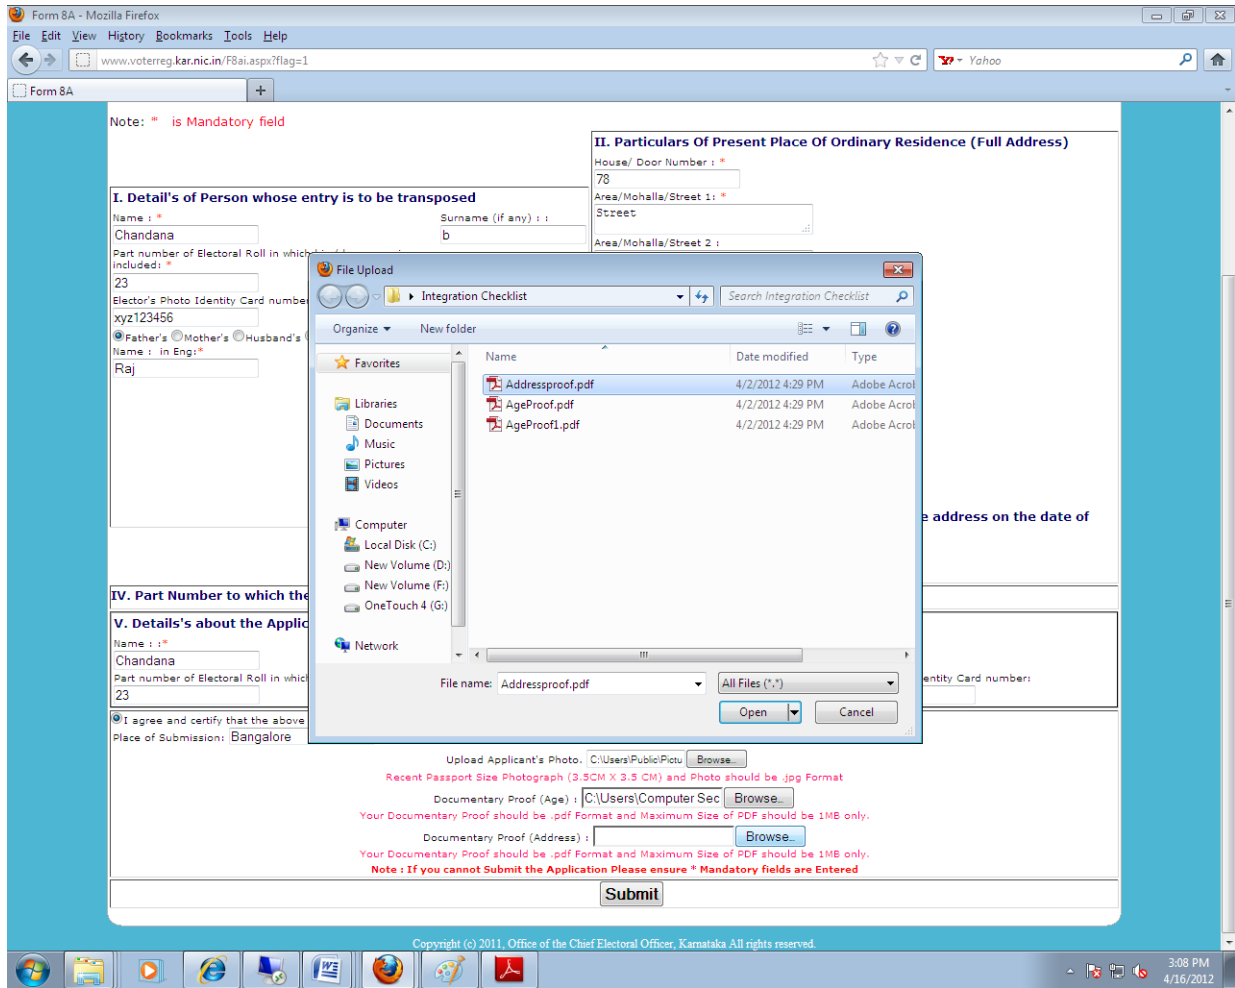 Form 8A - Mozilla Firefox
File Edit View History Bookmarks Tools Help
www.voterreg.kar.nic.in/F8ai.aspx?flag=1
Yahoo
Form 8A
Note: * is Mandatory field
II. Particulars Of Present Place Of Ordinary Residence (Full Address)
House/ Door Number : *
78
I. Detail's of Person whose entry is to be transposed
Area/Mohalla/Street 1: *
Name : *
Surname (if any) : :
Street
Chandana
b
Area/Mohalla/Street 2 :
Part number of Electoral Roll in which
included: *
23
Elector's Photo Identity Card number
xyz123456
Father's Mother's Husband's
Name : in Eng:*
Raj
File Upload
Integration Checklist
Search Integration Checklist
Organize
New folder
Favorites
Libraries
Documents
Music
Pictures
Videos
Computer
Local Disk (C:)
New Volume (D:)
New Volume (F:)
OneTouch 4 (G:)
Network
Name Date modified Type
Addressproof.pdf 4/2/2012 4:29 PM Adobe Acrol
AgeProof.pdf 4/2/2012 4:29 PM Adobe Acrol
AgeProof1.pdf 4/2/2012 4:29 PM Adobe Acrol
File name: Addressproof.pdf
All Files (*.*)
Open
Cancel
e address on the date of
IV. Part Number to which the
V. Details's about the Applic
Name : :*
Chandana
Part number of Electoral Roll in which
entity Card number:
23
I agree and certify that the above
Place of Submission: Bangalore
Upload Applicant's Photo. C:\Users\Public\Pictu Browse...
Recent Passport Size Photograph (3.5CM X 3.5 CM) and Photo should be .jpg Format
Documentary Proof (Age) : C:\Users\Computer Sec Browse...
Your Documentary Proof should be .pdf Format and Maximum Size of PDF should be 1MB only.
Documentary Proof (Address) : Browse...
Your Documentary Proof should be .pdf Format and Maximum Size of PDF should be 1MB only.
Note : If you cannot Submit the Application Please ensure * Mandatory fields are Entered
Submit
Copyright (c) 2011, Office of the Chief Electoral Officer, Karnataka All rights reserved.
3:08 PM
4/16/2012